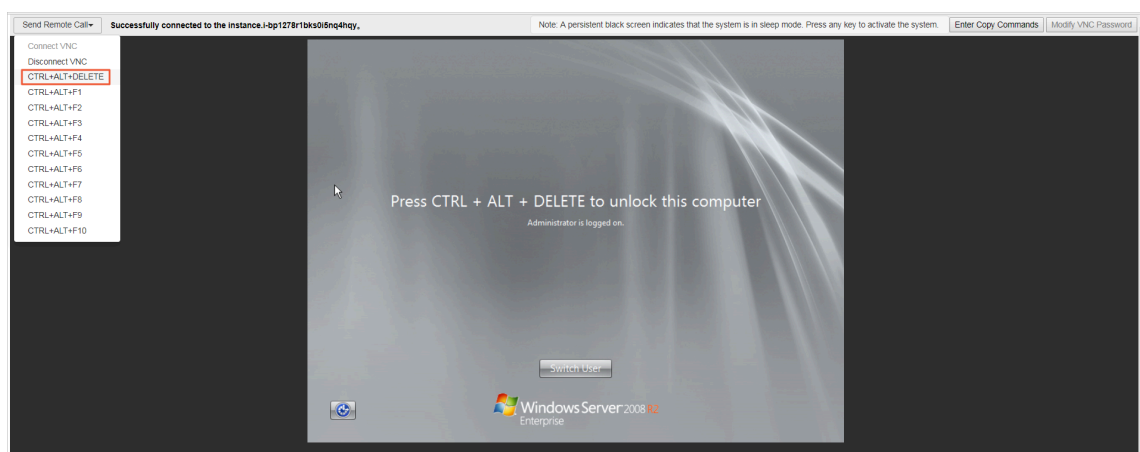 Send Remote Call
Successfully connected to the instance.i-bp1278r1bks0i5nq4hqy。
Note: A persistent black screen indicates that the system is in sleep mode. Press any key to activate the system.
Enter Copy Commands
Modify VNC Password
Connect VNC
Disconnect VNC
CTRL+ALT+DELETE
CTRL+ALT+F1
CTRL+ALT+F2
CTRL+ALT+F3
CTRL+ALT+F4
CTRL+ALT+F5
CTRL+ALT+F6
CTRL+ALT+F7
CTRL+ALT+F8
CTRL+ALT+F9
CTRL+ALT+F10
Press CTRL + ALT + DELETE to unlock this computer
Administrator is logged on.
Switch User
Windows Server 2008 R2
Enterprise